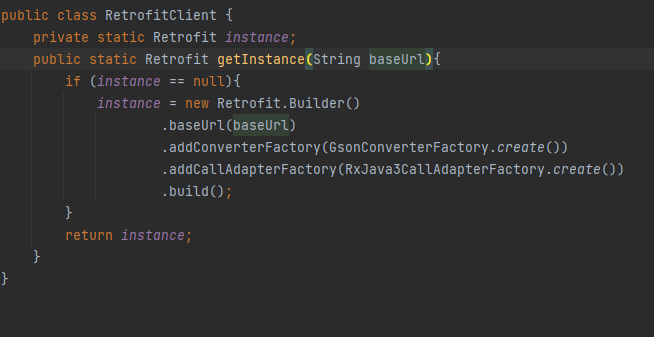 public class RetrofitClient {
    private static Retrofit instance;
    public static Retrofit getInstance(String baseUrl){
        if (instance == null){
            instance = new Retrofit.Builder()
                    .baseUrl(baseUrl)
                    .addConverterFactory(GsonConverterFactory.create())
                    .addCallAdapterFactory(RxJava3CallAdapterFactory.create())
                    .build();
        }
        return instance;
    }
}